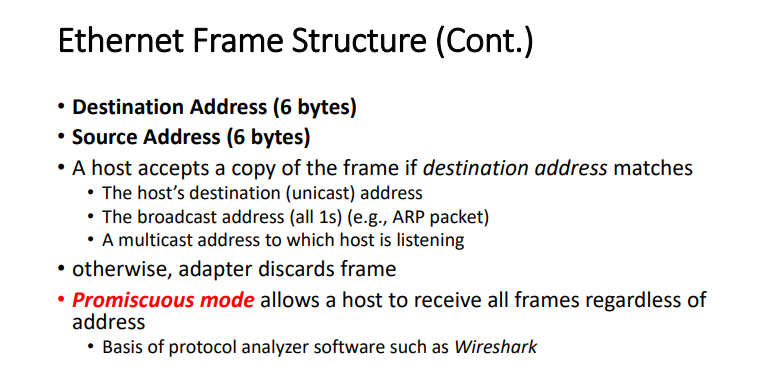 Ethernet Frame Structure (Cont.)
• Destination Address (6 bytes)
• Source Address (6 bytes)
• A host accepts a copy of the frame if destination address matches
• The host's destination (unicast) address
• The broadcast address (all 1s) (e.g., ARP packet)
• A multicast address to which host is listening
• otherwise, adapter discards frame
• Promiscuous mode allows a host to receive all frames regardless of
address
• Basis of protocol analyzer software such as Wireshark